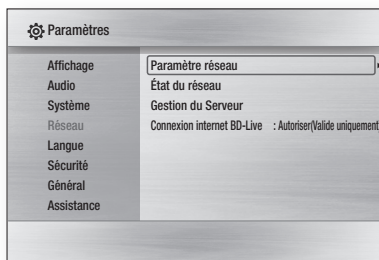 Paramètres
Affichage
Audio
Système
Réseau
Langue
Sécurité
Général
Assistance
Paramètre réseau
État du réseau
Gestion du Serveur
Connexion internet BD-Live : Autoriser(Valide uniquement